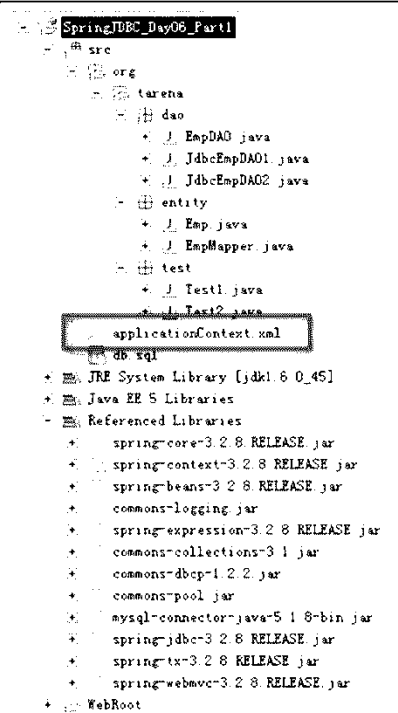 SpringJDBC_Day06_Part1
src
org
tarena
dao
EmpDAO java
JdbcEmpDAO1. java
JdbcEmpDAO2 java
entity
Emp. java
EmpMapper. java
test
Test1. java
Test2 java
applicationContext. xml
db. sql
JRE System Library [jdk1.6 0_45]
Java EE 5 Libraries
Referenced Libraries
spring-core-3.2.8.RELEASE.jar
spring-context-3.2.8 RELEASE jar
spring-beans-3 2 8.RELEASE.jar
commons-logging.jar
spring-expression-3.2 8 RELEASE jar
commons-collections-3 1 jar
commons-dbcp-1.2.2.jar
commons-pool jar
mysql-connector-java-5 1 8-bin jar
spring-jdbc-3 2.8 RELEASE jar
spring-tx-3.2 8 RELEASE jar
spring-webmvc-3.2 8.RELEASE.jar
WebRoot